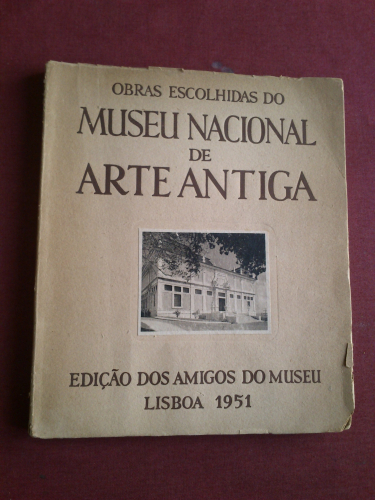 OBRAS ESCOLHIDAS DO
MUSEU NACIONAL
DE
ARTE ANTIGA
EDIÇÃO DOS AMIGOS DO MUSEU
LISBOA 1951